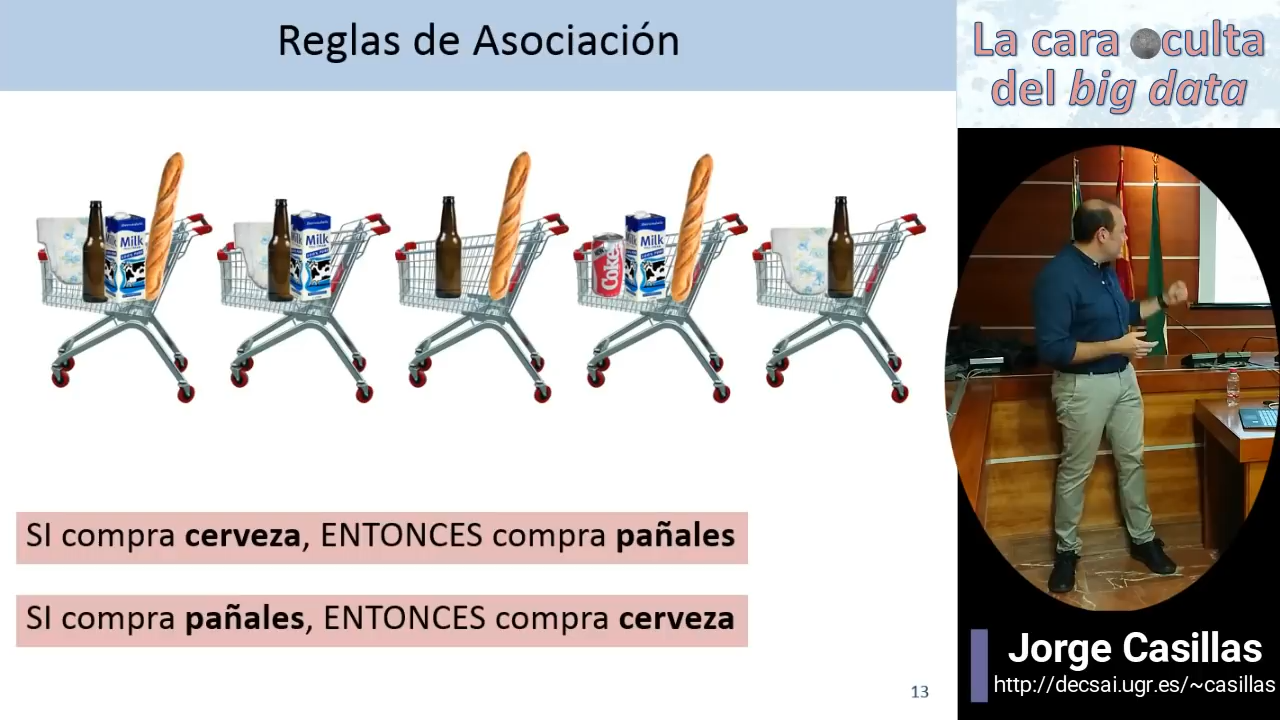 Reglas de Asociación
La cara oculta
del big data
Milk
Milk
Coke
Milk
SI compra cerveza, ENTONCES compra pañales
SI compra pañales, ENTONCES compra cerveza
13
Jorge Casillas
http://decsai.ugr.es/~casillas